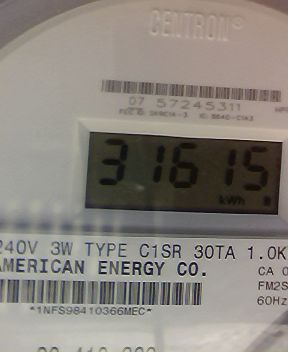 CENTRON®
07 57245311
31615
kWh
240V 3W TYPE C1SR 30TA 1.0K
AMERICAN ENERGY CO.
CA 0
FM2S
60Hz
*1NFS98410366MEC*